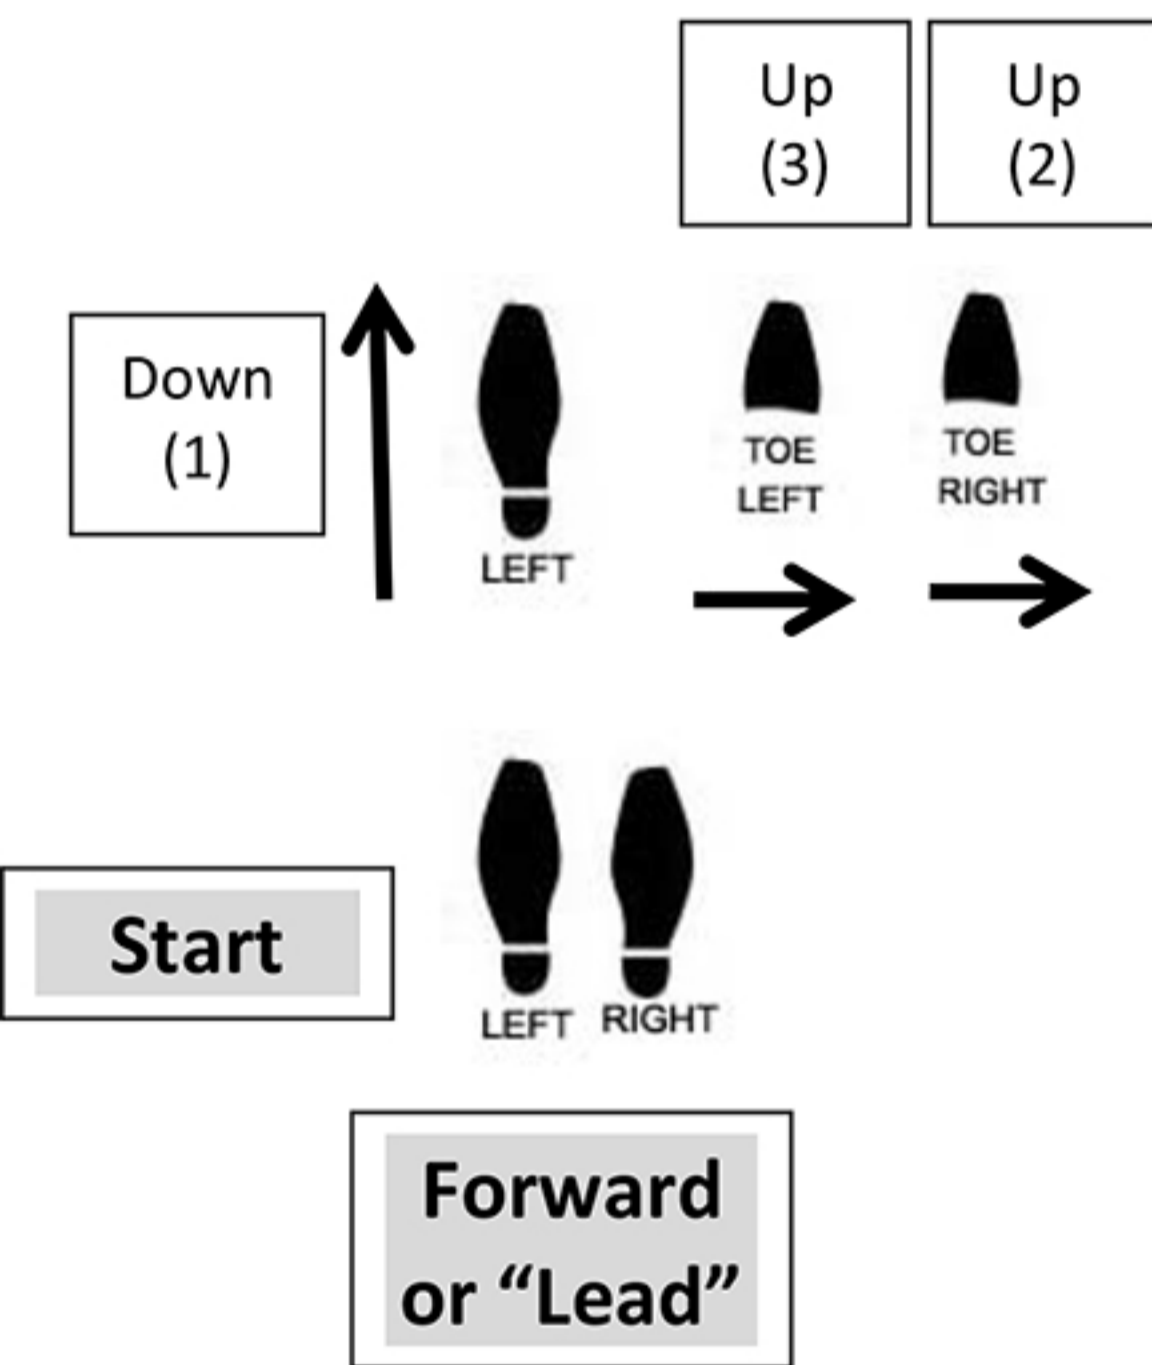 Up
(3)
Up
(2)
Down
(1)
LEFT
TOE
LEFT
TOE
RIGHT
Start
LEFT
RIGHT
Forward
or “Lead”